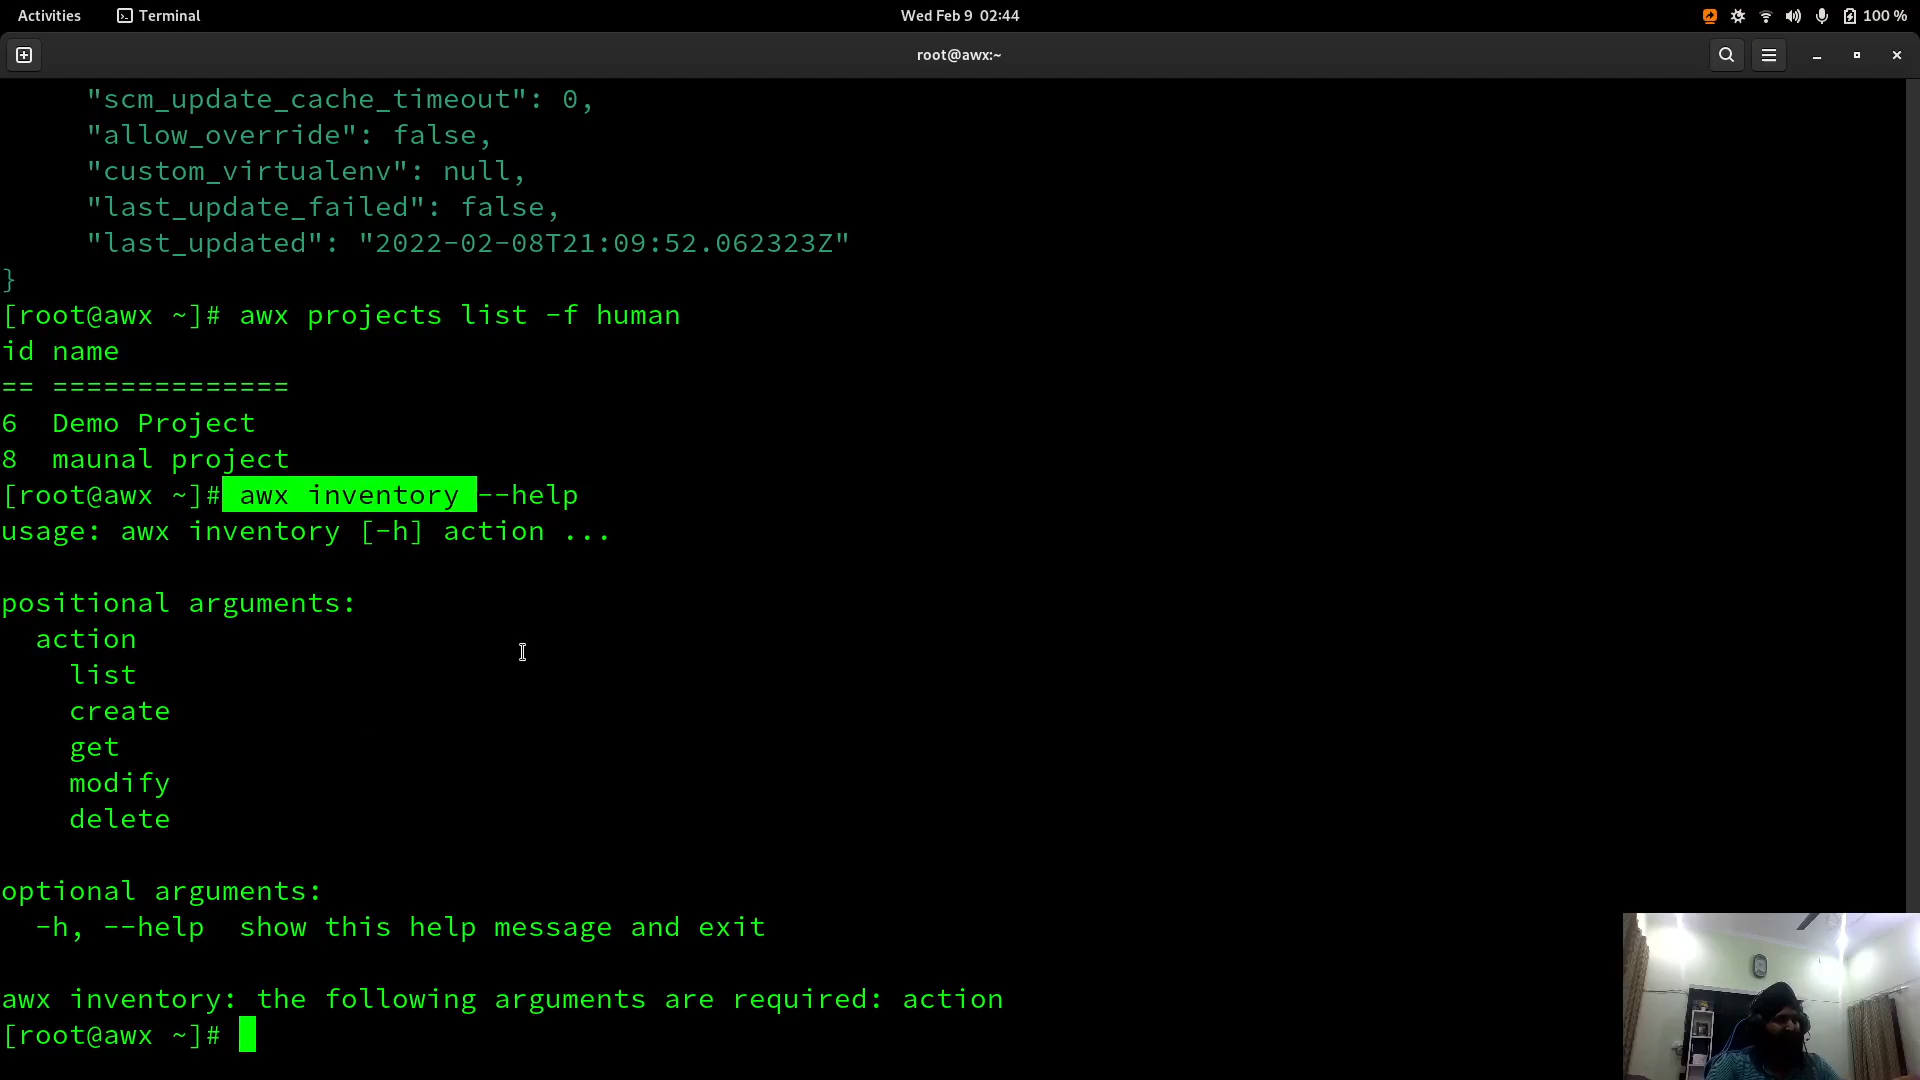 Activities Terminal Wed Feb 9 02:44 100 %
root@awx:~
"scm_update_cache_timeout": 0,
"allow_override": false,
"custom_virtualenv": null,
"last_update_failed": false,
"last_updated": "2022-02-08T21:09:52.062323Z"
}
[root@awx ~]# awx projects list -f human
id name
== ==============
6  Demo Project
8  maunal project
[root@awx ~]# awx inventory --help
usage: awx inventory [-h] action ...
positional arguments:
action
list
create
get
modify
delete
optional arguments:
-h, --help  show this help message and exit
awx inventory: the following arguments are required: action
[root@awx ~]#